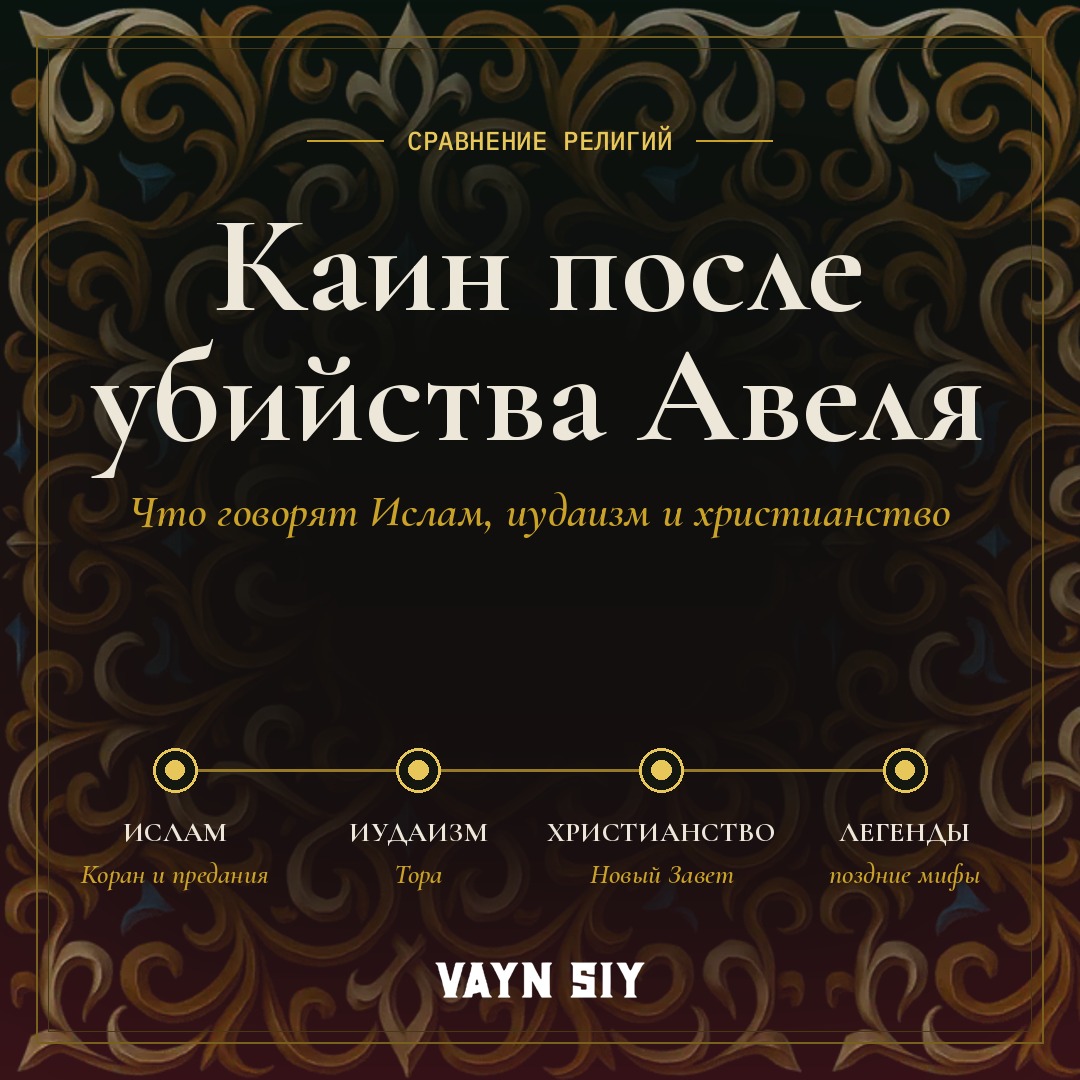 СРАВНЕНИЕ РЕЛИГИЙ
Каин после
убийства Авеля
Что говорят Ислам, иудаизм и христианство
ИСЛАМ
Коран и предания
ИУДАИЗМ
Тора
ХРИСТИАНСТВО
Новый Завет
ЛЕГЕНДЫ
поздние мифы
VAYN SIY